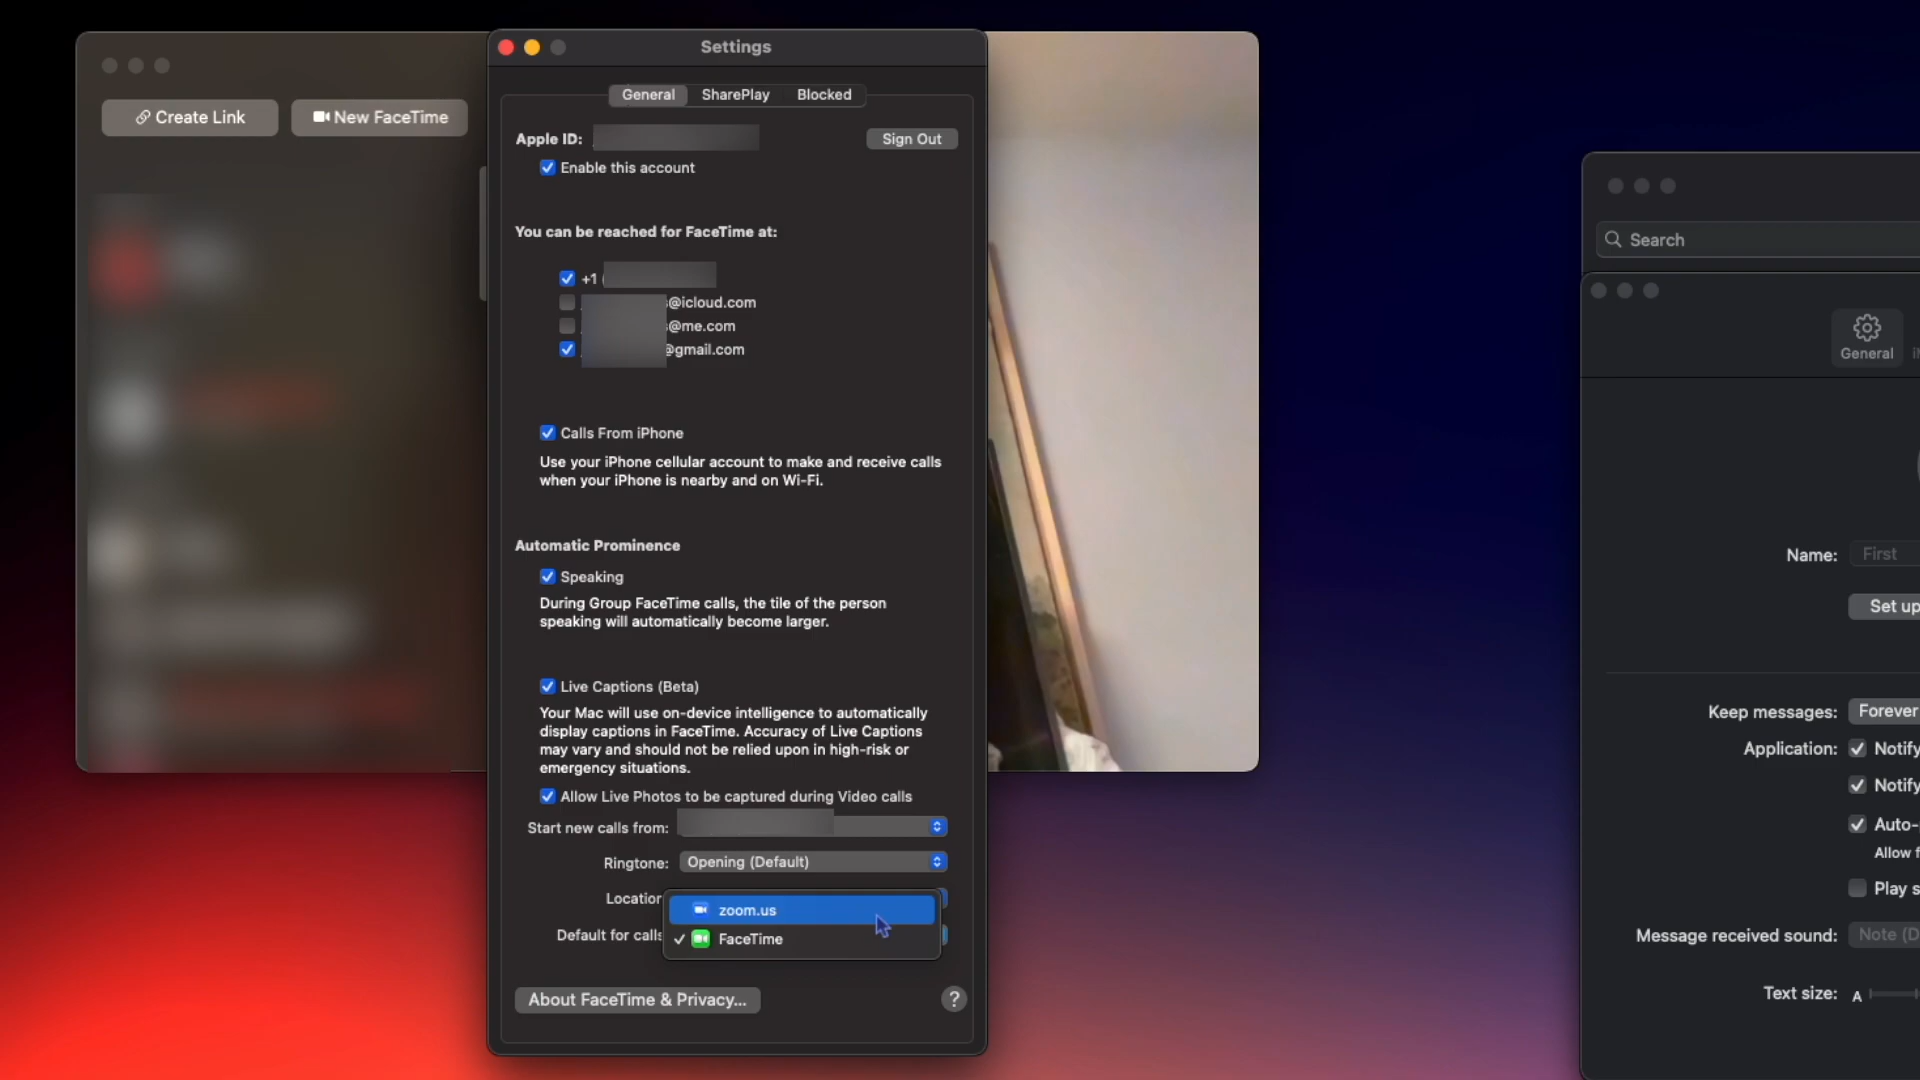 Create Link
New FaceTime
Settings
General
SharePlay
Blocked
Apple ID:
Sign Out
Enable this account
You can be reached for FaceTime at:
+1
@icloud.com
@me.com
@gmail.com
Calls From iPhone
Use your iPhone cellular account to make and receive calls
when your iPhone is nearby and on Wi-Fi.
Automatic Prominence
Speaking
During Group FaceTime calls, the tile of the person
speaking will automatically become larger.
Live Captions (Beta)
Your Mac will use on-device intelligence to automatically
display captions in FaceTime. Accuracy of Live Captions
may vary and should not be relied upon in high-risk or
emergency situations.
Allow Live Photos to be captured during Video calls
Start new calls from:
Ringtone: Opening (Default)
Location
zoom.us
Default for calls
FaceTime
About FaceTime & Privacy...
?
Search
General
Name: First
Set up
Keep messages: Forever
Application: Notify
Notify
Auto-
Allow f
Play s
Message received sound: Note (D
Text size: A